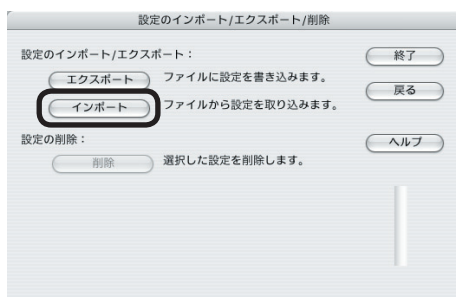 設定のインポート/エクスポート/削除
設定のインポート/エクスポート：
エクスポート ファイルに設定を書き込みます。
インポート ファイルから設定を取り込みます。
設定の削除：
削除 選択した設定を削除します。
終了
戻る
ヘルプ